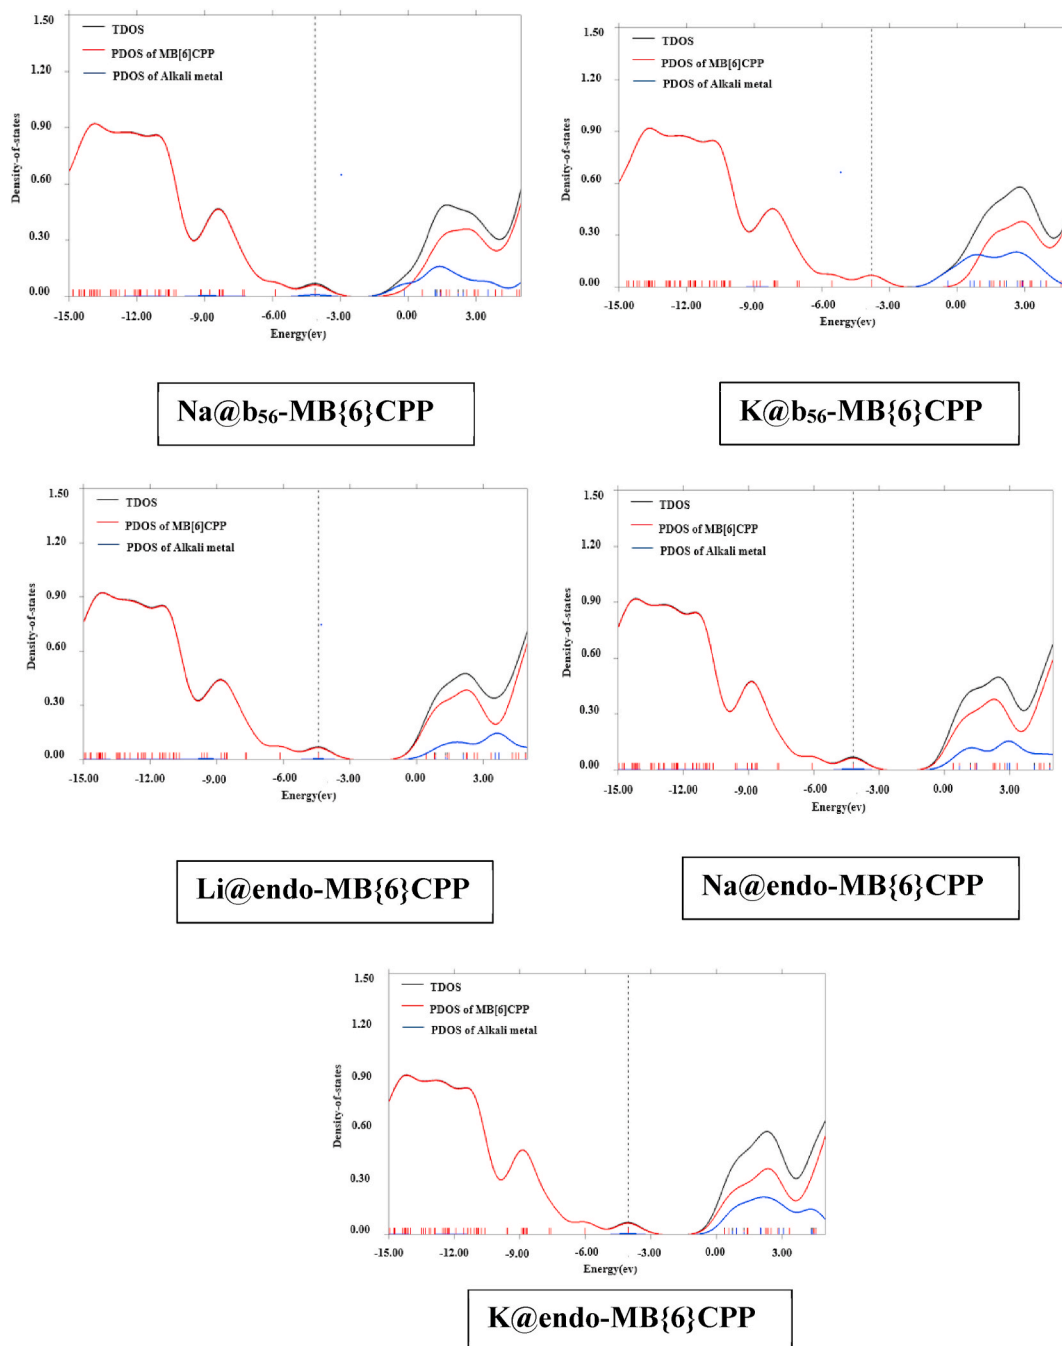 1.50
1.20
0.90
0.60
0.30
0.00
Density-of-states
TDOS
PDOS of MB[6]CPP
PDOS of Alkali metal
-15.00 -12.00 -9.00 -6.00 -3.00 0.00 3.00
Energy(ev)
Na@b₅₆-MB{6}CPP
1.50
1.20
0.90
0.60
0.30
0.00
Density-of-states
TDOS
PDOS of MB[6]CPP
PDOS of Alkali metal
-15.00 -12.00 -9.00 -6.00 -3.00 0.00 3.00
Energy(ev)
K@b₅₆-MB{6}CPP
1.50
1.20
0.90
0.60
0.30
0.00
Density-of-states
TDOS
PDOS of MB[6]CPP
PDOS of Alkali metal
-15.00 -12.00 -9.00 -6.00 -3.00 0.00 3.00
Energy(ev)
Li@endo-MB{6}CPP
1.50
1.20
0.90
0.60
0.30
0.00
Density-of-states
TDOS
PDOS of MB[6]CPP
PDOS of Alkali metal
-15.00 -12.00 -9.00 -6.00 -3.00 0.00 3.00
Energy(ev)
Na@endo-MB{6}CPP
1.50
1.20
0.90
0.60
0.30
0.00
Density-of-states
TDOS
PDOS of MB[6]CPP
PDOS of Alkali metal
-15.00 -12.00 -9.00 -6.00 -3.00 0.00 3.00
Energy(ev)
K@endo-MB{6}CPP